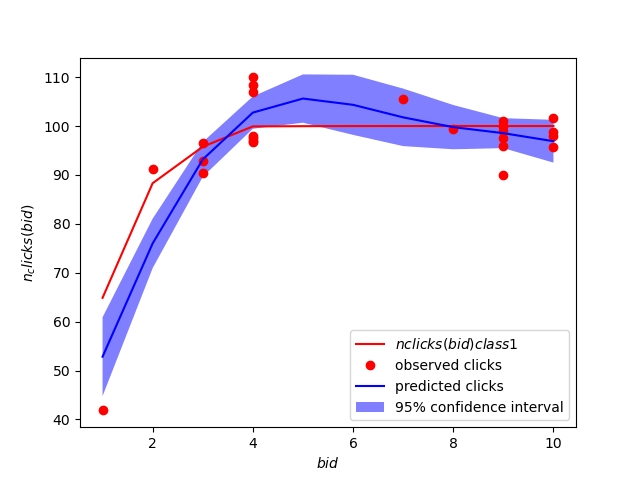 110
100
90
80
70
60
50
40
n_clicks(bid)
2
4
6
8
10
bid
nclicks(bid)class1
observed clicks
predicted clicks
95% confidence interval